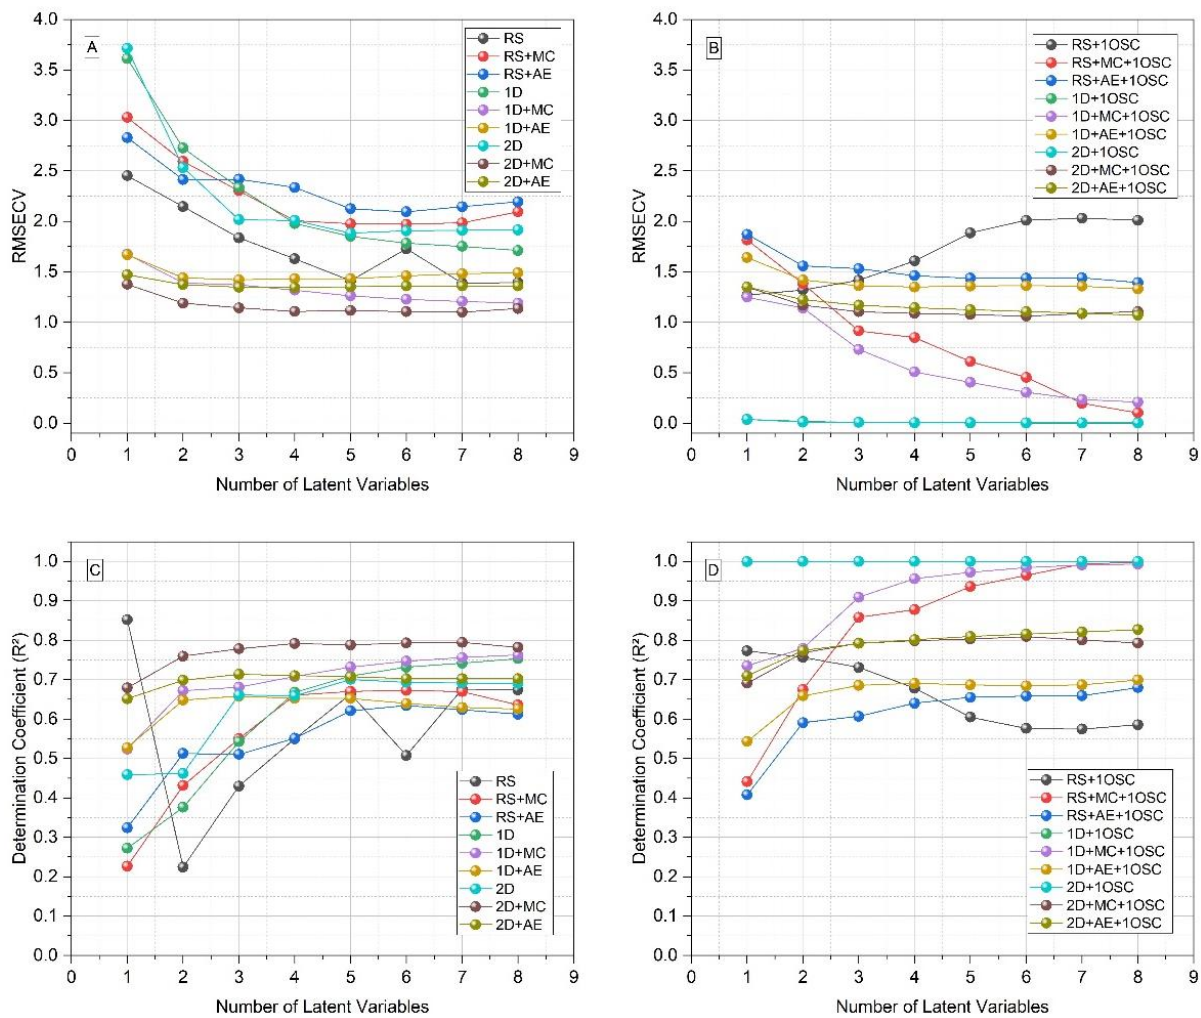 A
4.0
3.5
3.0
2.5
2.0
1.5
1.0
0.5
0.0
RMSECV
RS
RS+MC
RS+AE
1D
1D+MC
1D+AE
2D
2D+MC
2D+AE
0 1 2 3 4 5 6 7 8 9
Number of Latent Variables
B
4.0
3.5
3.0
2.5
2.0
1.5
1.0
0.5
0.0
RMSECV
RS+1OSC
RS+MC+1OSC
RS+AE+1OSC
1D+1OSC
1D+MC+1OSC
1D+AE+1OSC
2D+1OSC
2D+MC+1OSC
2D+AE+1OSC
0 1 2 3 4 5 6 7 8 9
Number of Latent Variables
C
1.0
0.9
0.8
0.7
0.6
0.5
0.4
0.3
0.2
0.1
0.0
Determination Coefficient (R²)
RS
RS+MC
RS+AE
1D
1D+MC
1D+AE
2D
2D+MC
2D+AE
0 1 2 3 4 5 6 7 8 9
Number of Latent Variables
D
1.0
0.9
0.8
0.7
0.6
0.5
0.4
0.3
0.2
0.1
0.0
Determination Coefficient (R²)
RS+1OSC
RS+MC+1OSC
RS+AE+1OSC
1D+1OSC
1D+MC+1OSC
1D+AE+1OSC
2D+1OSC
2D+MC+1OSC
2D+AE+1OSC
0 1 2 3 4 5 6 7 8 9
Number of Latent Variables